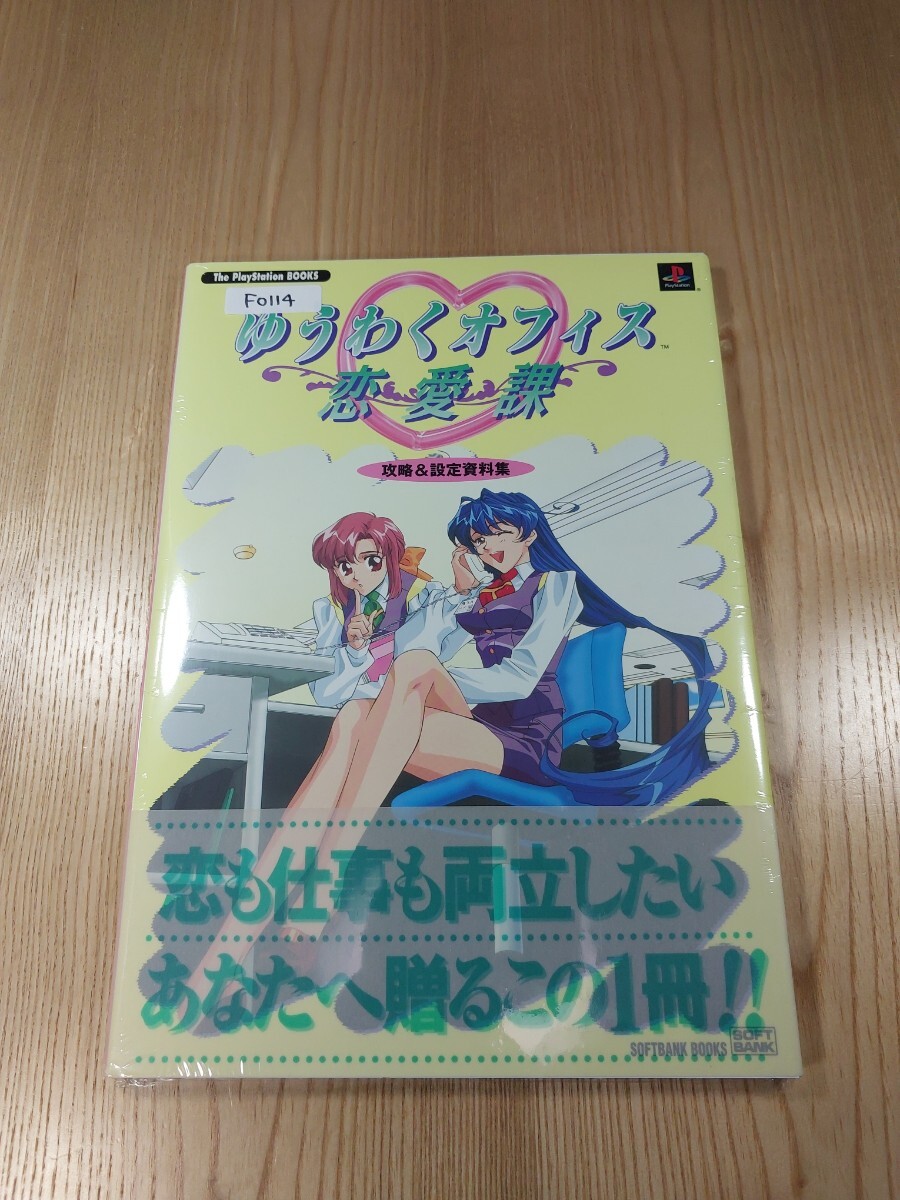 The PlayStation BOOKS
PlayStation
®
F0114
ゆうわくオフィス
™
恋愛課
攻略&設定資料集
恋も仕事も両立したい
あなたへ贈るこの1冊!!
SOFTBANK BOOKS
SOFT
BANK